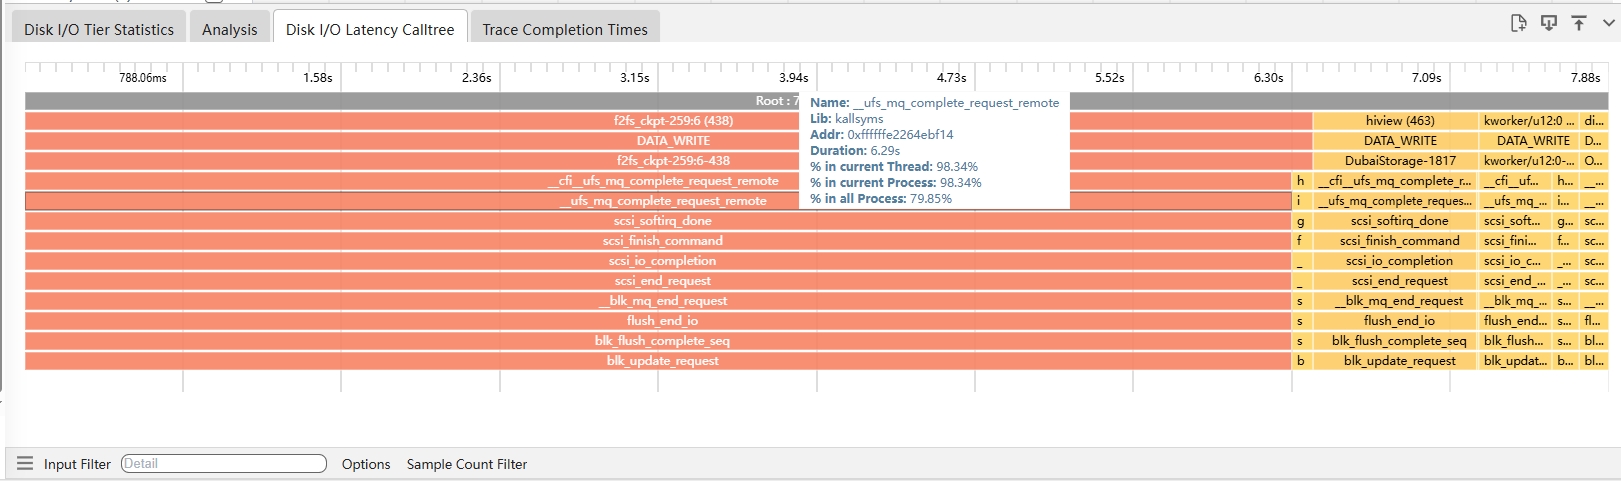 Disk I/O Tier Statistics Analysis Disk I/O Latency Calltree Trace Completion Times
788.06ms 1.58s 2.36s 3.15s 3.94s 4.73s 5.52s 6.30s 7.09s 7.88s
Root : 7
Name: __ufs_mq_complete_request_remote
Lib: kallsyms
Addr: 0xffffffe2264ebf14
Duration: 6.29s
% in current Thread: 98.34%
% in current Process: 98.34%
% in all Process: 79.85%
f2fs_ckpt-259:6 (438) hiview (463) kworker/u12:0 ... di...
DATA_WRITE DATA_WRITE DATA_WRITE D...
f2fs_ckpt-259:6-438 DubaiStorage-1817 kworker/u12:0-... O...
__cfi__ufs_mq_complete_request_remote h __cfi__ufs_mq_complete_r... __cfi__uf... h... __...
__ufs_mq_complete_request_remote i __ufs_mq_complete_reques... __ufs_mq_... i... __...
scsi_softirq_done g scsi_softirq_done scsi_soft... g... sc...
scsi_finish_command f scsi_finish_command scsi_fini... f... sc...
scsi_io_completion _ scsi_io_completion scsi_io_c... _... sc...
scsi_end_request _ scsi_end_request scsi_end_... _... sc...
__blk_mq_end_request s __blk_mq_end_request __blk_mq_... s... __...
flush_end_io s flush_end_io flush_end... s... fl...
blk_flush_complete_seq s blk_flush_complete_seq blk_flush... s... bl...
blk_update_request b blk_update_request blk_updat... b... bl...
Input Filter Detail Options Sample Count Filter